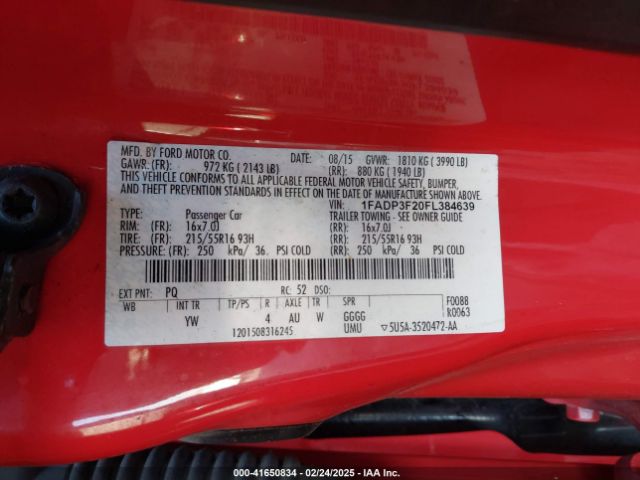 MFD. BY FORD MOTOR CO. DATE: 08/15 GVWR: 1810 KG ( 3990 LB)
GAWR: (FR): 972 KG ( 2143 LB) (RR): 880 KG ( 1940 LB)
THIS VEHICLE CONFORMS TO ALL APPLICABLE FEDERAL MOTOR VEHICLE SAFETY, BUMPER,
AND THEFT PREVENTION STANDARDS IN EFFECT ON THE DATE OF MANUFACTURE SHOWN ABOVE.
VIN: 1FADP3F20FL384639
TYPE: Passenger Car TRAILER TOWING - SEE OWNER GUIDE
RIM: (FR): 16x7.0J (RR): 16x7.0J
TIRE: (FR): 215/55R16 93H (RR): 215/55R16 93H
PRESSURE: (FR): 250 kPa/ 36 PSI COLD (RR): 250 kPa/ 36 PSI COLD
EXT PNT: PQ RC: 52 DSO: F0088
WB INT TR TP/PS R AXLE TR SPR R0063
YW 4 AU W GGGG
1201508316245 UMU ▽5U5A-3520472-AA
000-41650834 - 02/24/2025 - IAA Inc.